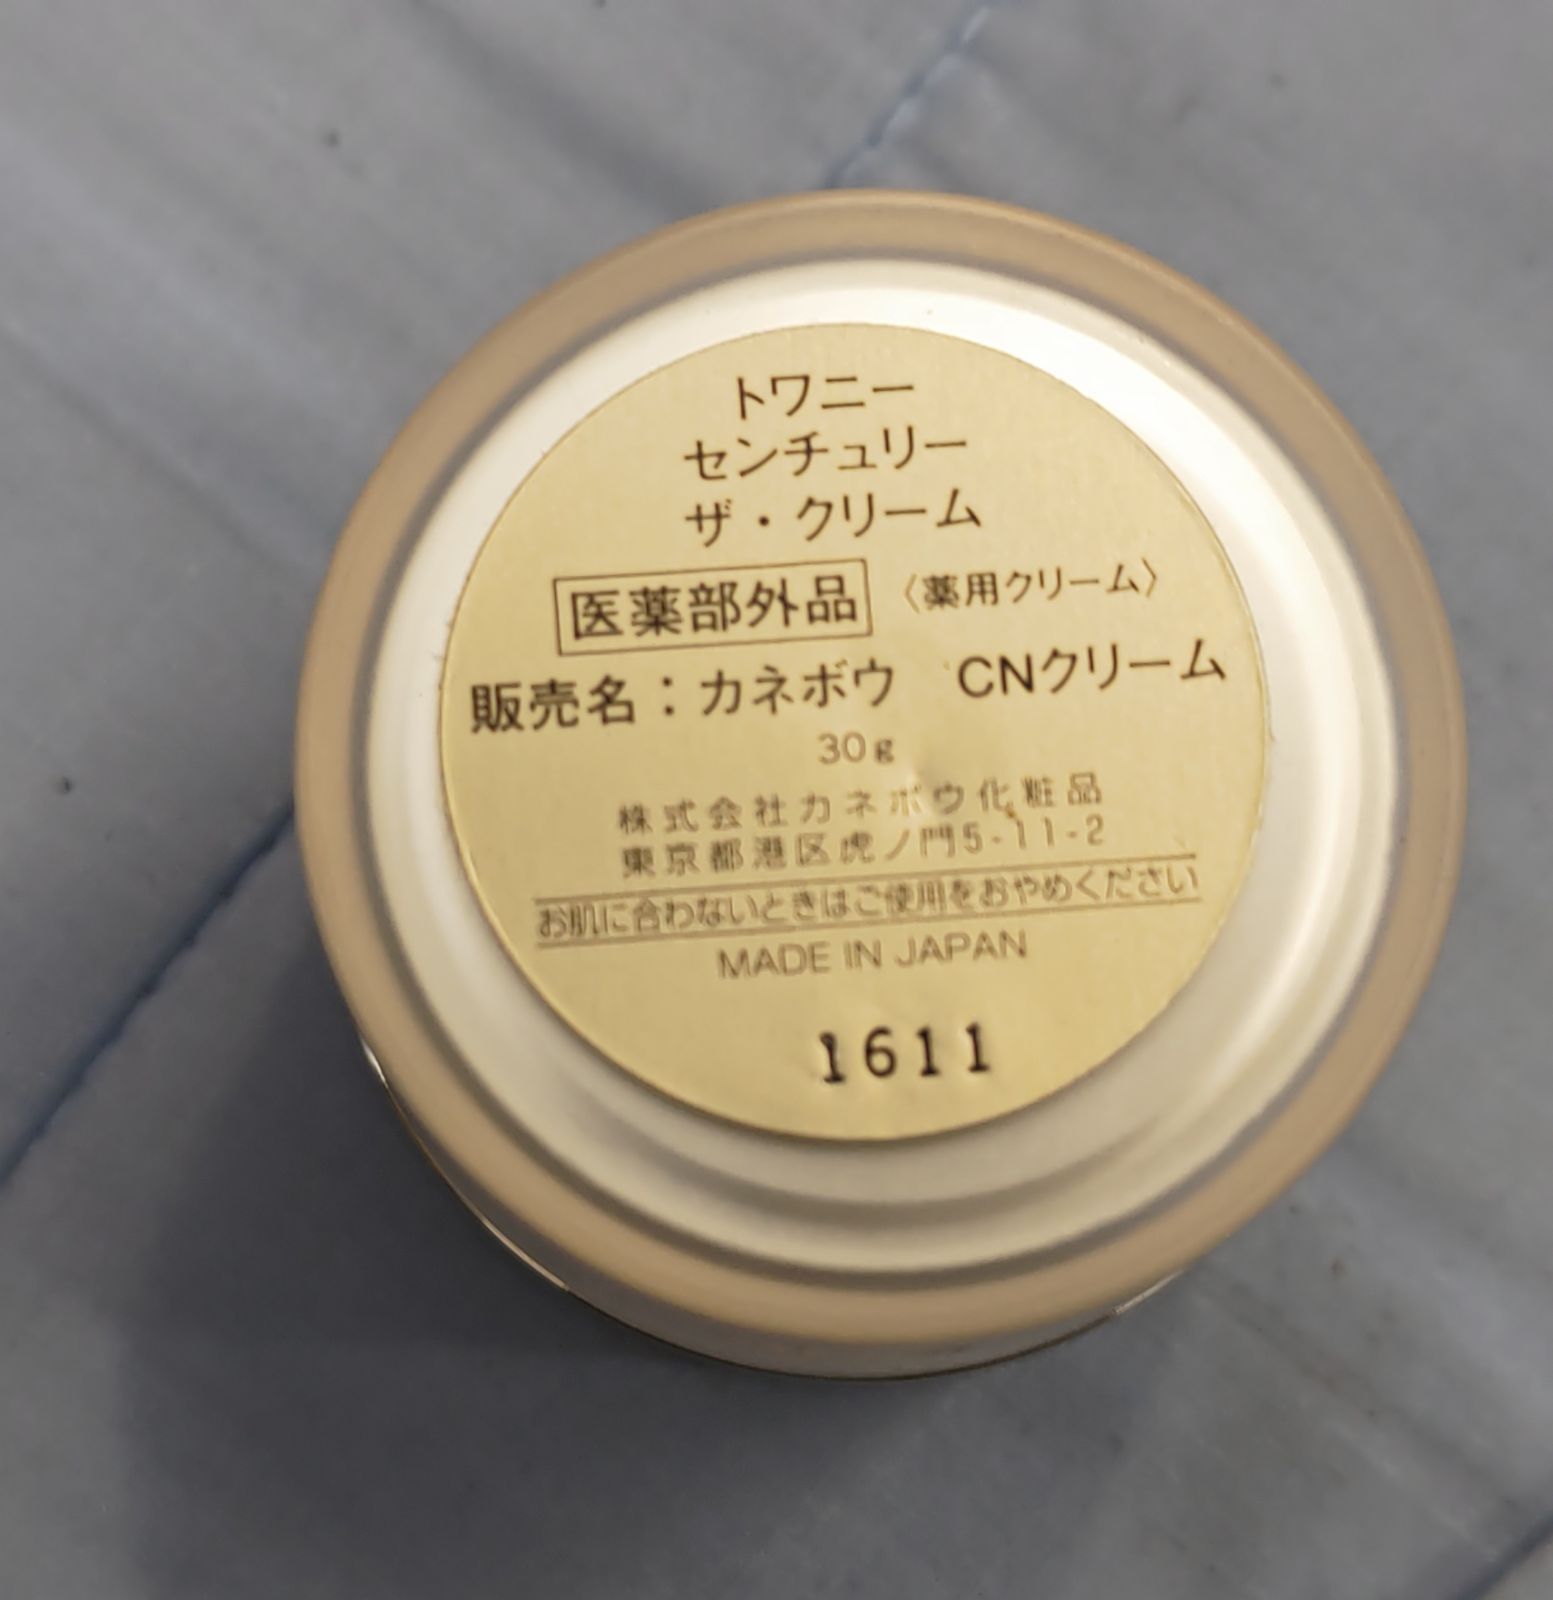 トワニー
センチュリー
ザ・クリーム
医薬部外品 〈薬用クリーム〉
販売名：カネボウ CNクリーム
30g
株式会社カネボウ化粧品
東京都港区虎ノ門5-11-2
お肌に合わないときはご使用をおやめください
MADE IN JAPAN
1611